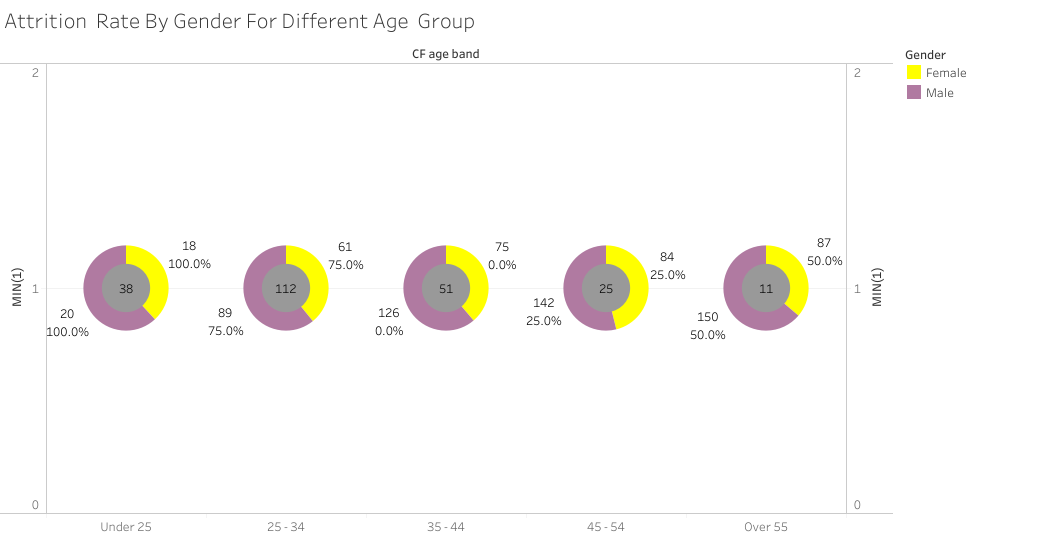 Attrition  Rate By Gender For Different Age  Group
CF age band
Gender
Female
Male
2
2
MIN(1)
1
1
MIN(1)
0
0
18
100.0%
38
20
100.0%
61
75.0%
112
89
75.0%
75
0.0%
51
126
0.0%
84
25.0%
25
142
25.0%
87
50.0%
11
150
50.0%
Under 25
25 - 34
35 - 44
45 - 54
Over 55